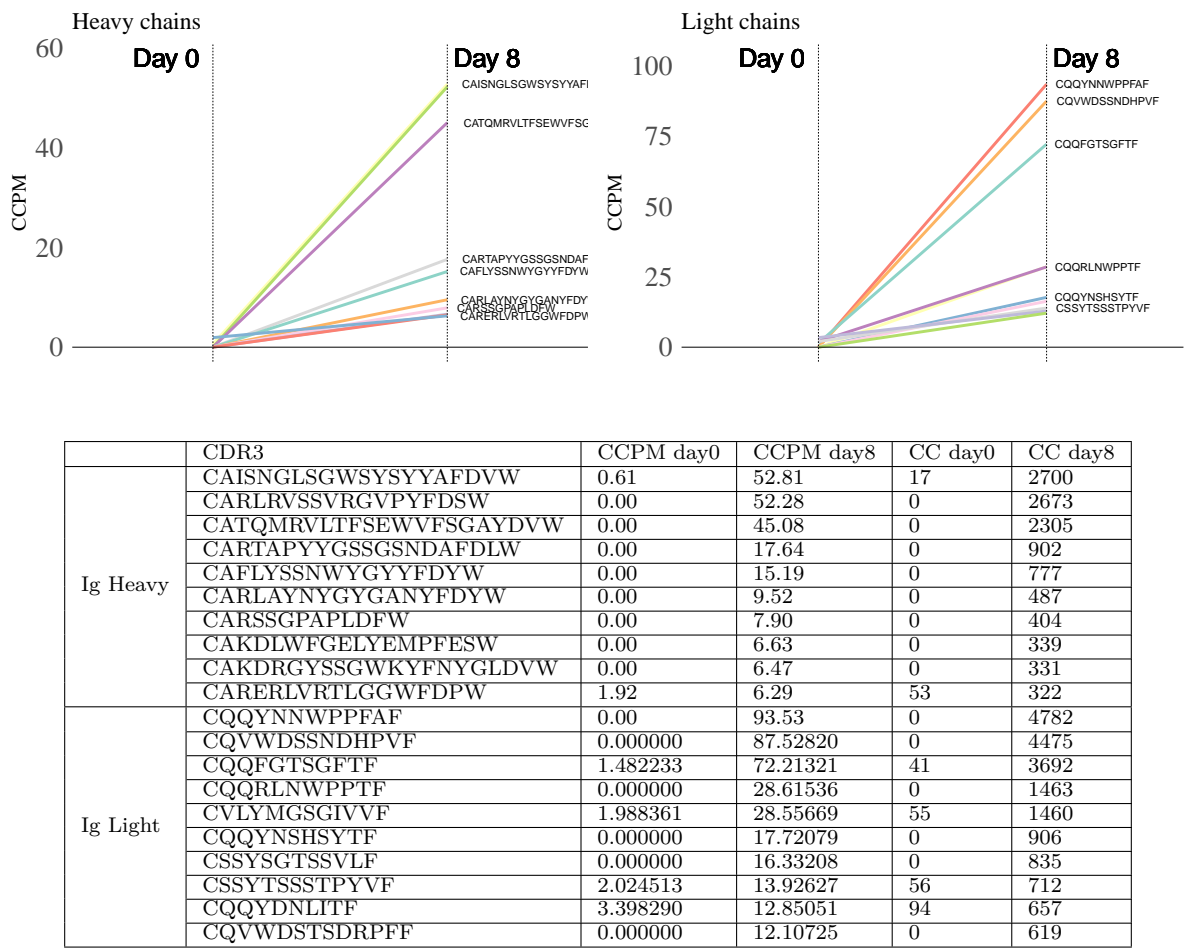 Heavy chains
60
Day 0
Day 8
CAISNGLSGWSYSYYAFI
CATQMRVLTFSEWVFSG
40
CCPM
20
CARTAPYYGSSGSNDAF
CAFLYSSNWYGYYFDYW
CARLAYNYGYGANYFDY
CARSSGPAPLDFW
CARERLVRTLGGWFDPW
0
Light chains
100
Day 0
Day 8
CQQYNNWPPFAF
CQVWDSSNDHPVF
75
CQQFGTSGFTF
CCPM
50
CQQRLNWPPTF
25
CQQYNSHSYTF
CSSYTSSSTPYVF
0
CDR3 CCPM day0 CCPM day8 CC day0 CC day8
Ig Heavy
CAISNGLSGWSYSYYAFDVW 0.61 52.81 17 2700
CARLRVSSVRGVPYFDSW 0.00 52.28 0 2673
CATQMRVLTFSEWVFSGAYDVW 0.00 45.08 0 2305
CARTAPYYGSSGSNDAFDLW 0.00 17.64 0 902
CAFLYSSNWYGYYFDYW 0.00 15.19 0 777
CARLAYNYGYGANYFDYW 0.00 9.52 0 487
CARSSGPAPLDFW 0.00 7.90 0 404
CAKDLWFGELYEMPFESW 0.00 6.63 0 339
CAKDRGYSSGWKYFNYGLDVW 0.00 6.47 0 331
CARERLVRTLGGWFDPW 1.92 6.29 53 322
Ig Light
CQQYNNWPPFAF 0.00 93.53 0 4782
CQVWDSSNDHPVF 0.000000 87.52820 0 4475
CQQFGTSGFTF 1.482233 72.21321 41 3692
CQQRLNWPPTF 0.000000 28.61536 0 1463
CVLYMGSGIVVF 1.988361 28.55669 55 1460
CQQYNSHSYTF 0.000000 17.72079 0 906
CSSYSGTSSVLF 0.000000 16.33208 0 835
CSSYTSSSTPYVF 2.024513 13.92627 56 712
CQQYDNLITF 3.398290 12.85051 94 657
CQVWDSTSDRPFF 0.000000 12.10725 0 619